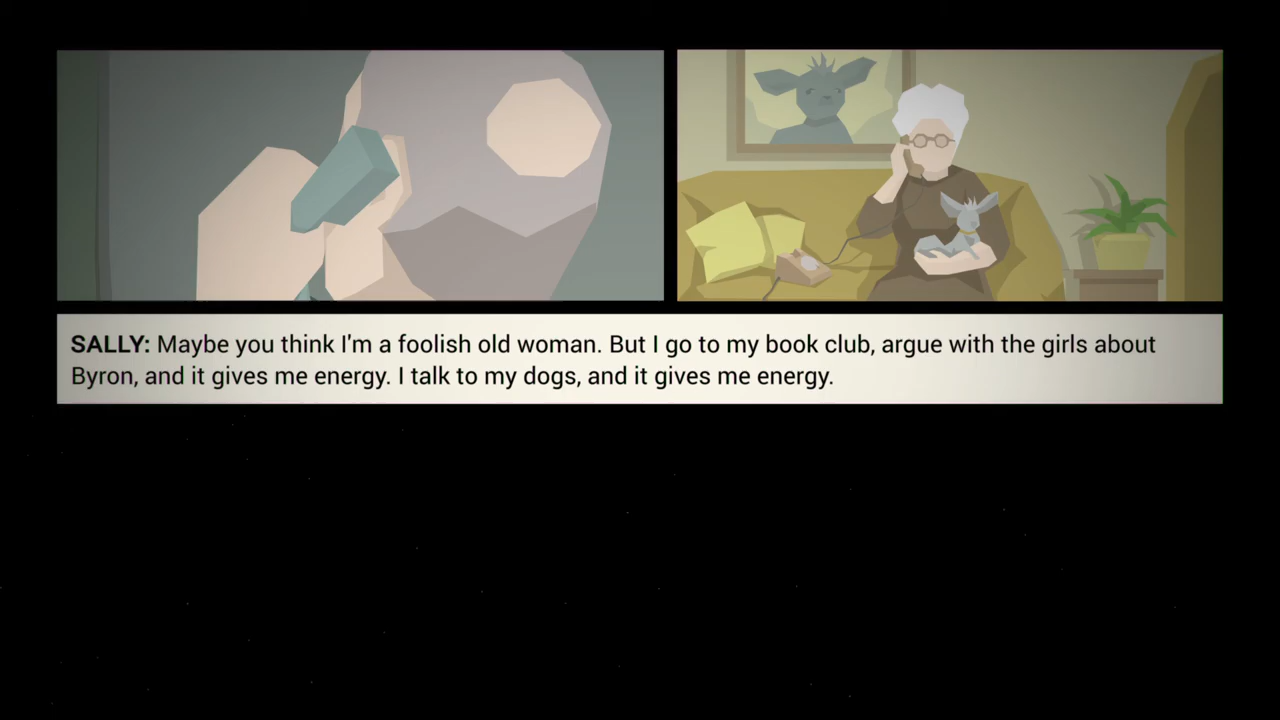 SALLY: Maybe you think I'm a foolish old woman. But I go to my book club, argue with the girls about
Byron, and it gives me energy. I talk to my dogs, and it gives me energy.